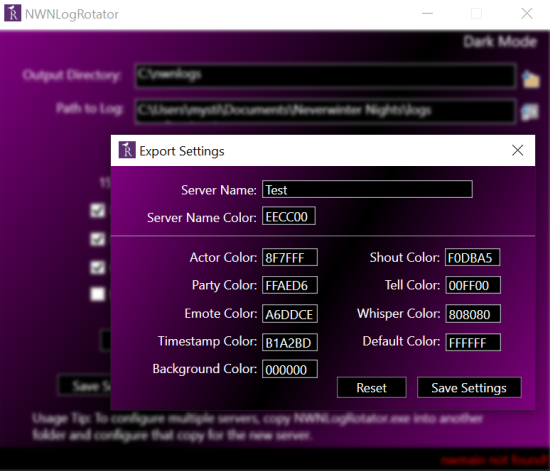 NWNLogRotator
Dark Mode
Output Directory: C:\nwnlogs
Path to Log: C:\Users\mysti\Documents\Neverwinter Nights\logs
Export Settings
Server Name: Test
Server Name Color: EECC00
Actor Color: 8F7FFF Shout Color: F0DBA5
Party Color: FFAED6 Tell Color: 00FF00
Emote Color: A6DDCE Whisper Color: 808080
Timestamp Color: B1A2BD Default Color: FFFFFF
Background Color: 000000
Reset Save Settings
Save
Usage Tip: To configure multiple servers, copy NWNLogRotator.exe into another
folder and configure that copy for the new server.
nwmain not found!